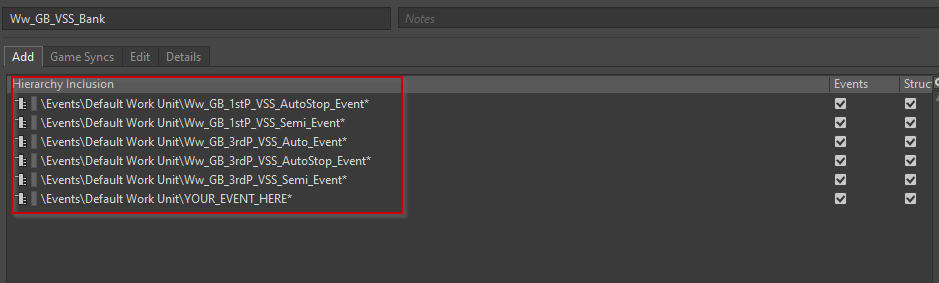 Ww_GB_VSS_Bank
Notes
Add Game Syncs Edit Details
Hierarchy Inclusion Events Struct
\Events\Default Work Unit\Ww_GB_1stP_VSS_AutoStop_Event*
\Events\Default Work Unit\Ww_GB_1stP_VSS_Semi_Event*
\Events\Default Work Unit\Ww_GB_3rdP_VSS_Auto_Event*
\Events\Default Work Unit\Ww_GB_3rdP_VSS_AutoStop_Event*
\Events\Default Work Unit\Ww_GB_3rdP_VSS_Semi_Event*
\Events\Default Work Unit\YOUR_EVENT_HERE*